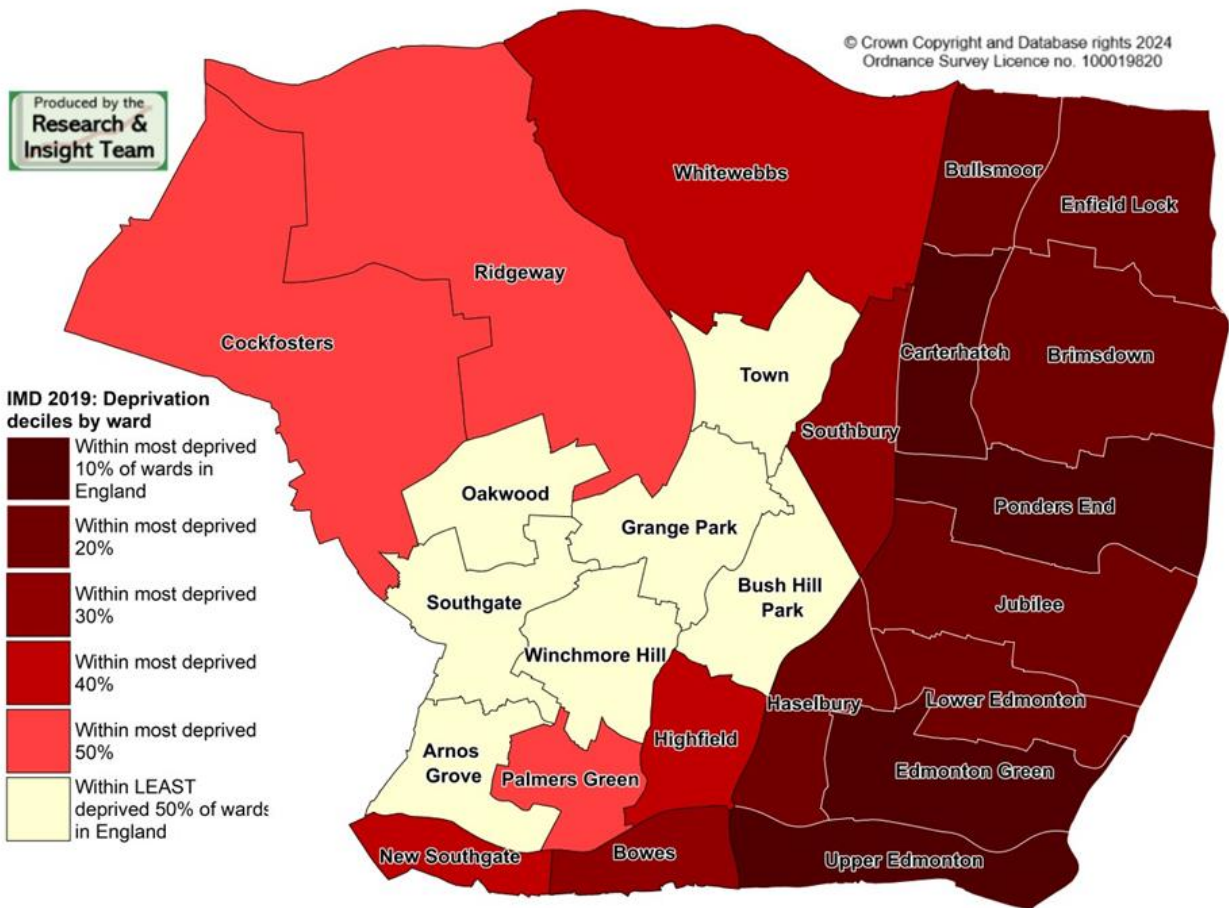 © Crown Copyright and Database rights 2024
Ordnance Survey Licence no. 100019820
Produced by the
Research &
Insight Team
Whitewebbs
Bullsmoor
Enfield Lock
Ridgeway
Cockfosters
Carterhatch
Brimsdown
Town
Southbury
Oakwood
Grange Park
Ponders End
Bush Hill
Park
Southgate
Jubilee
Winchmore Hill
Haselbury
Lower Edmonton
Highfield
Arnos
Grove
Palmers Green
Edmonton Green
New Southgate
Bowes
Upper Edmonton
IMD 2019: Deprivation
deciles by ward
Within most deprived
10% of wards in
England
Within most deprived
20%
Within most deprived
30%
Within most deprived
40%
Within most deprived
50%
Within LEAST
deprived 50% of wards
in England